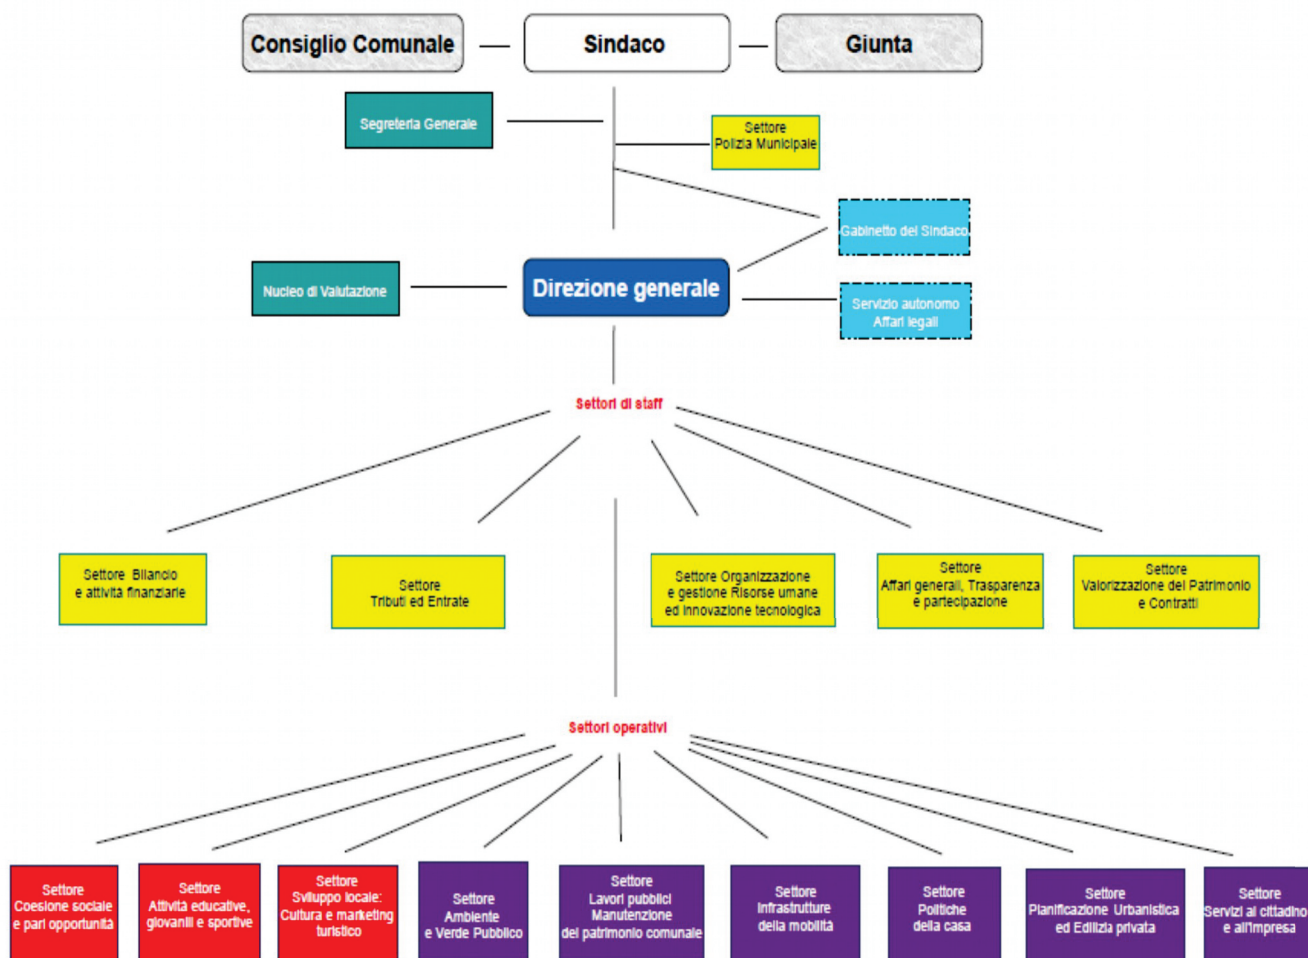 Consiglio Comunale
Sindaco
Giunta
Segreteria Generale
Settore
Polizia Municipale
Gabinetto del Sindaco
Nucleo di Valutazione
Direzione generale
Servizio autonomo
Affari legali
Settori di staff
Settore Bilancio
e attività finanziarie
Settore
Tributi ed Entrate
Settore Organizzazione
e gestione Risorse umane
ed innovazione tecnologica
Settore
Affari generali, Trasparenza
e partecipazione
Settore
Valorizzazione del Patrimonio
e Contratti
Settori operativi
Settore
Coesione sociale
e pari opportunità
Settore
Attività educative,
giovanili e sportive
Settore
Sviluppo locale:
Cultura e marketing
turistico
Settore
Ambiente
e Verde Pubblico
Settore
Lavori pubblici
Manutenzione
del patrimonio comunale
Settore
Infrastrutture
della mobilità
Settore
Politiche
della casa
Settore
Pianificazione Urbanistica
ed Edilizia privata
Settore
Servizi al cittadino
e all'impresa